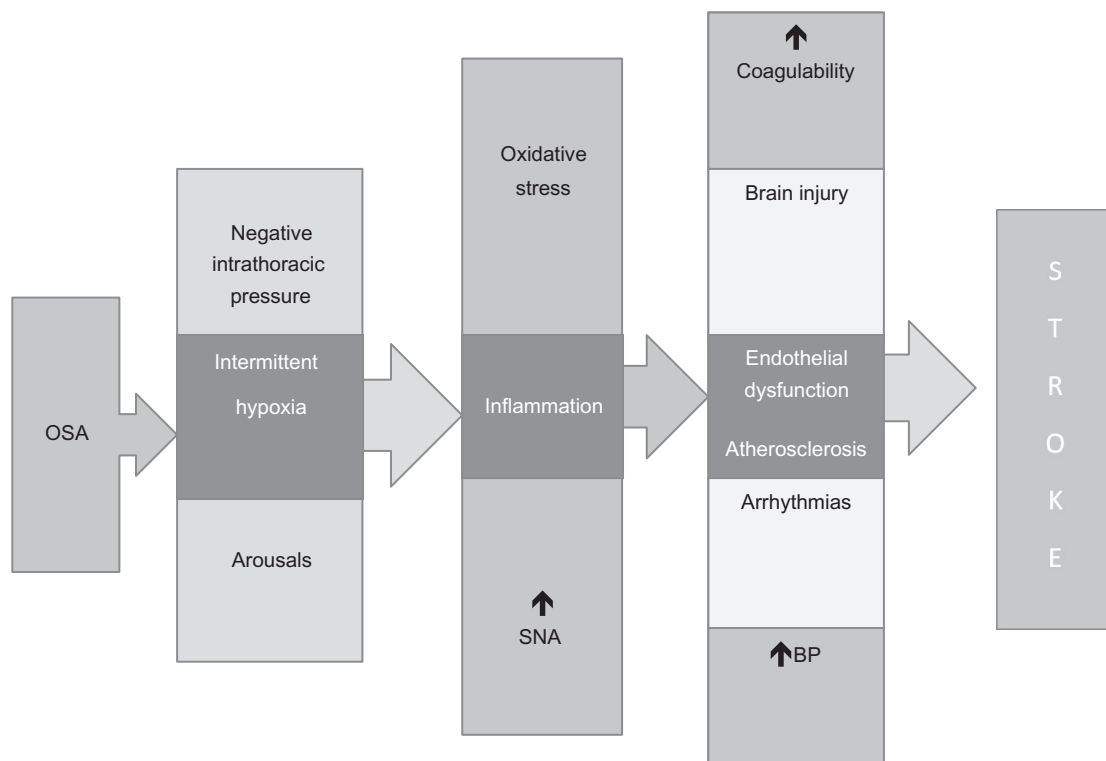 OSA
Negative
intrathoracic
pressure
Intermittent
hypoxia
Arousals
Oxidative
stress
Inflammation
↑
SNA
↑
Coagulability
Brain injury
Endothelial
dysfunction
Atherosclerosis
Arrhythmias
↑BP
S
T
R
O
K
E